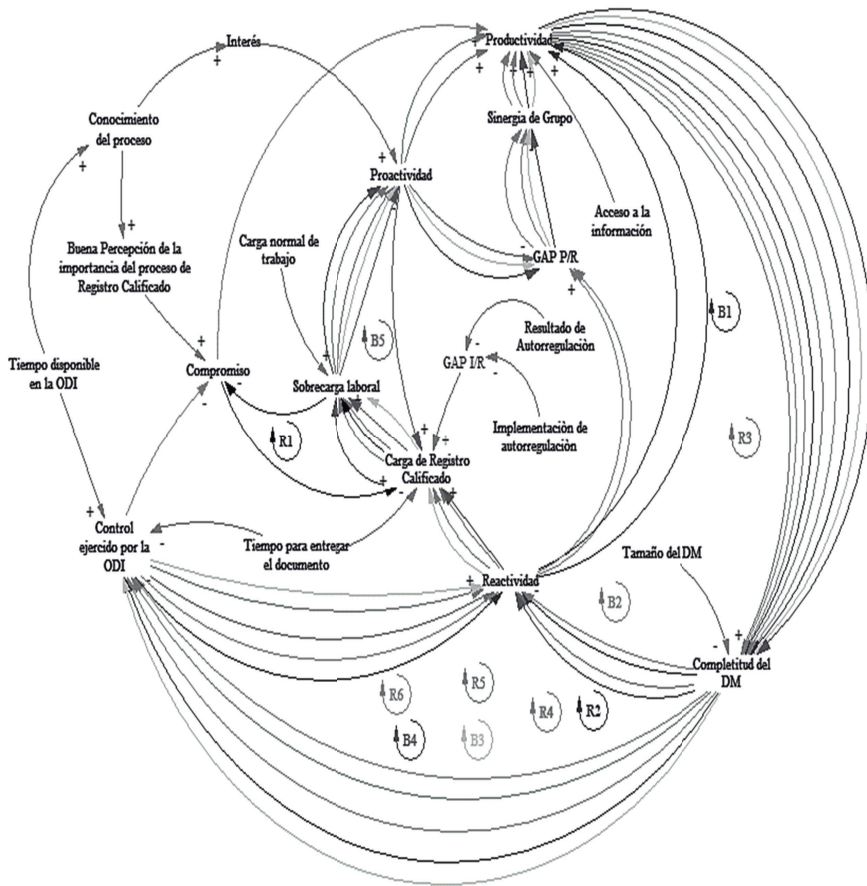 Interés
Productividad
Conocimiento
del proceso
Sinergia de Grupo
Proactividad
Acceso a la
información
Buena Percepción de la
importancia del proceso de
Registro Calificado
Carga normal de
trabajo
GAP P/R
B1
Resultado de
Autorregulaciòn
B5
GAP I/R
Tiempo disponible
en la ODI
Compromiso
Sobrecarga laboral
Implementaciòn de
autorregulaciòn
R3
R1
Carga de Registro
Calificado
Control
ejercido por la
ODI
Tiempo para entregar
el documento
Tamaño del DM
Reactividad
B2
Completitud del
DM
R6
R5
R4
R2
B4
B3